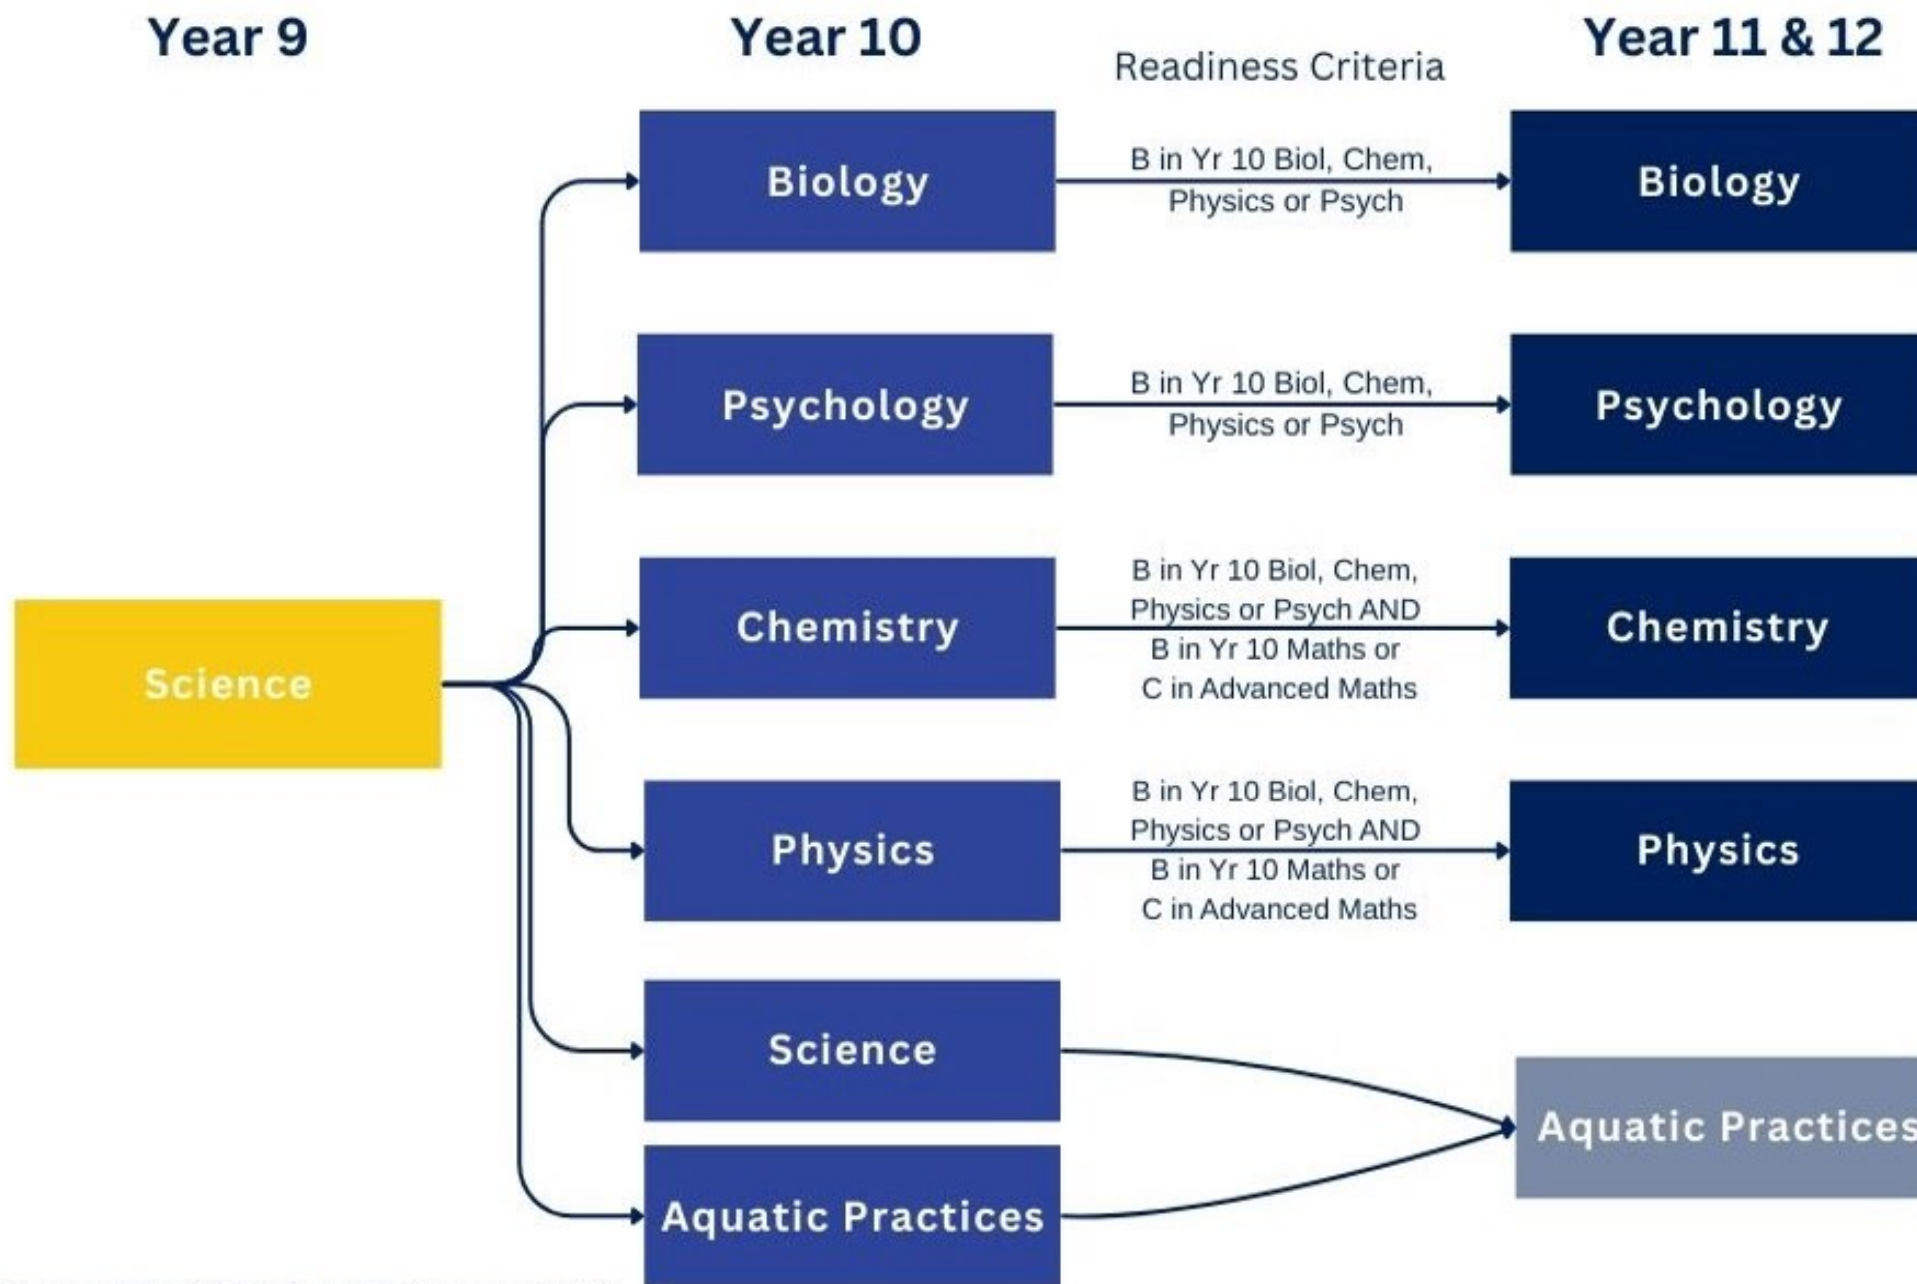 Year 9
Year 10
Readiness Criteria
Year 11 & 12
Biology
B in Yr 10 Biol, Chem,
Physics or Psych
Biology
Psychology
B in Yr 10 Biol, Chem,
Physics or Psych
Psychology
Science
Chemistry
B in Yr 10 Biol, Chem,
Physics or Psych AND
B in Yr 10 Maths or
C in Advanced Maths
Chemistry
Physics
B in Yr 10 Biol, Chem,
Physics or Psych AND
B in Yr 10 Maths or
C in Advanced Maths
Physics
Science
Aquatic Practices
Aquatic Practices